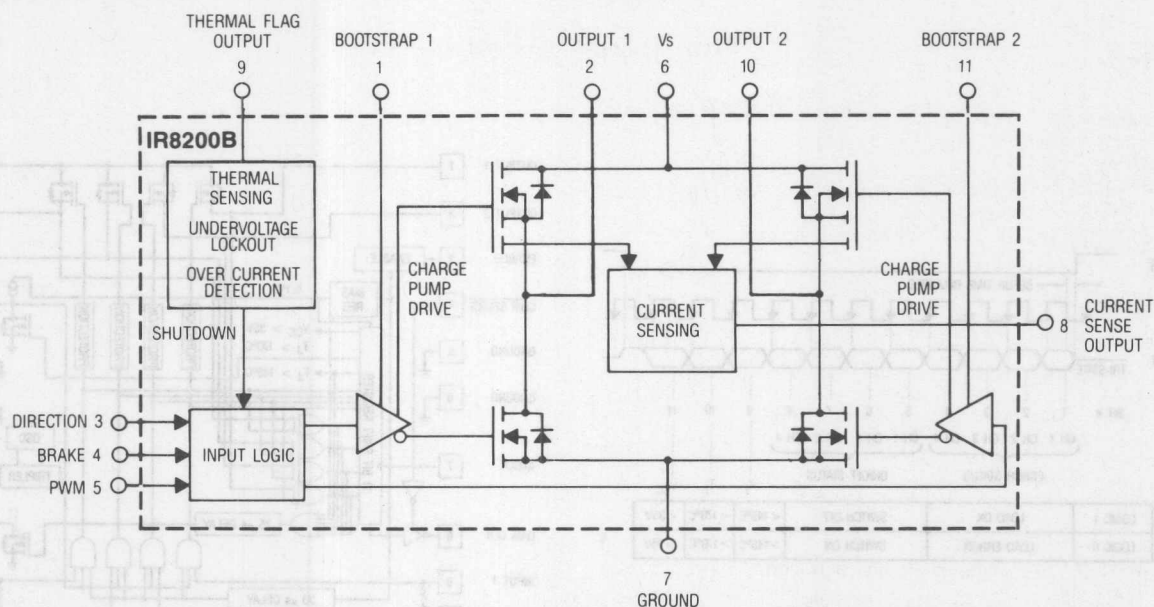 THERMAL FLAG
OUTPUT
9
BOOTSTRAP 1
1
OUTPUT 1
2
Vs
6
OUTPUT 2
10
BOOTSTRAP 2
11
IR8200B
THERMAL
SENSING
UNDERVOLTAGE
LOCKOUT
OVER CURRENT
DETECTION
SHUTDOWN
CHARGE
PUMP
DRIVE
CURRENT
SENSING
CHARGE
PUMP
DRIVE
8
CURRENT
SENSE
OUTPUT
DIRECTION 3
BRAKE 4
PWM 5
INPUT LOGIC
7
GROUND